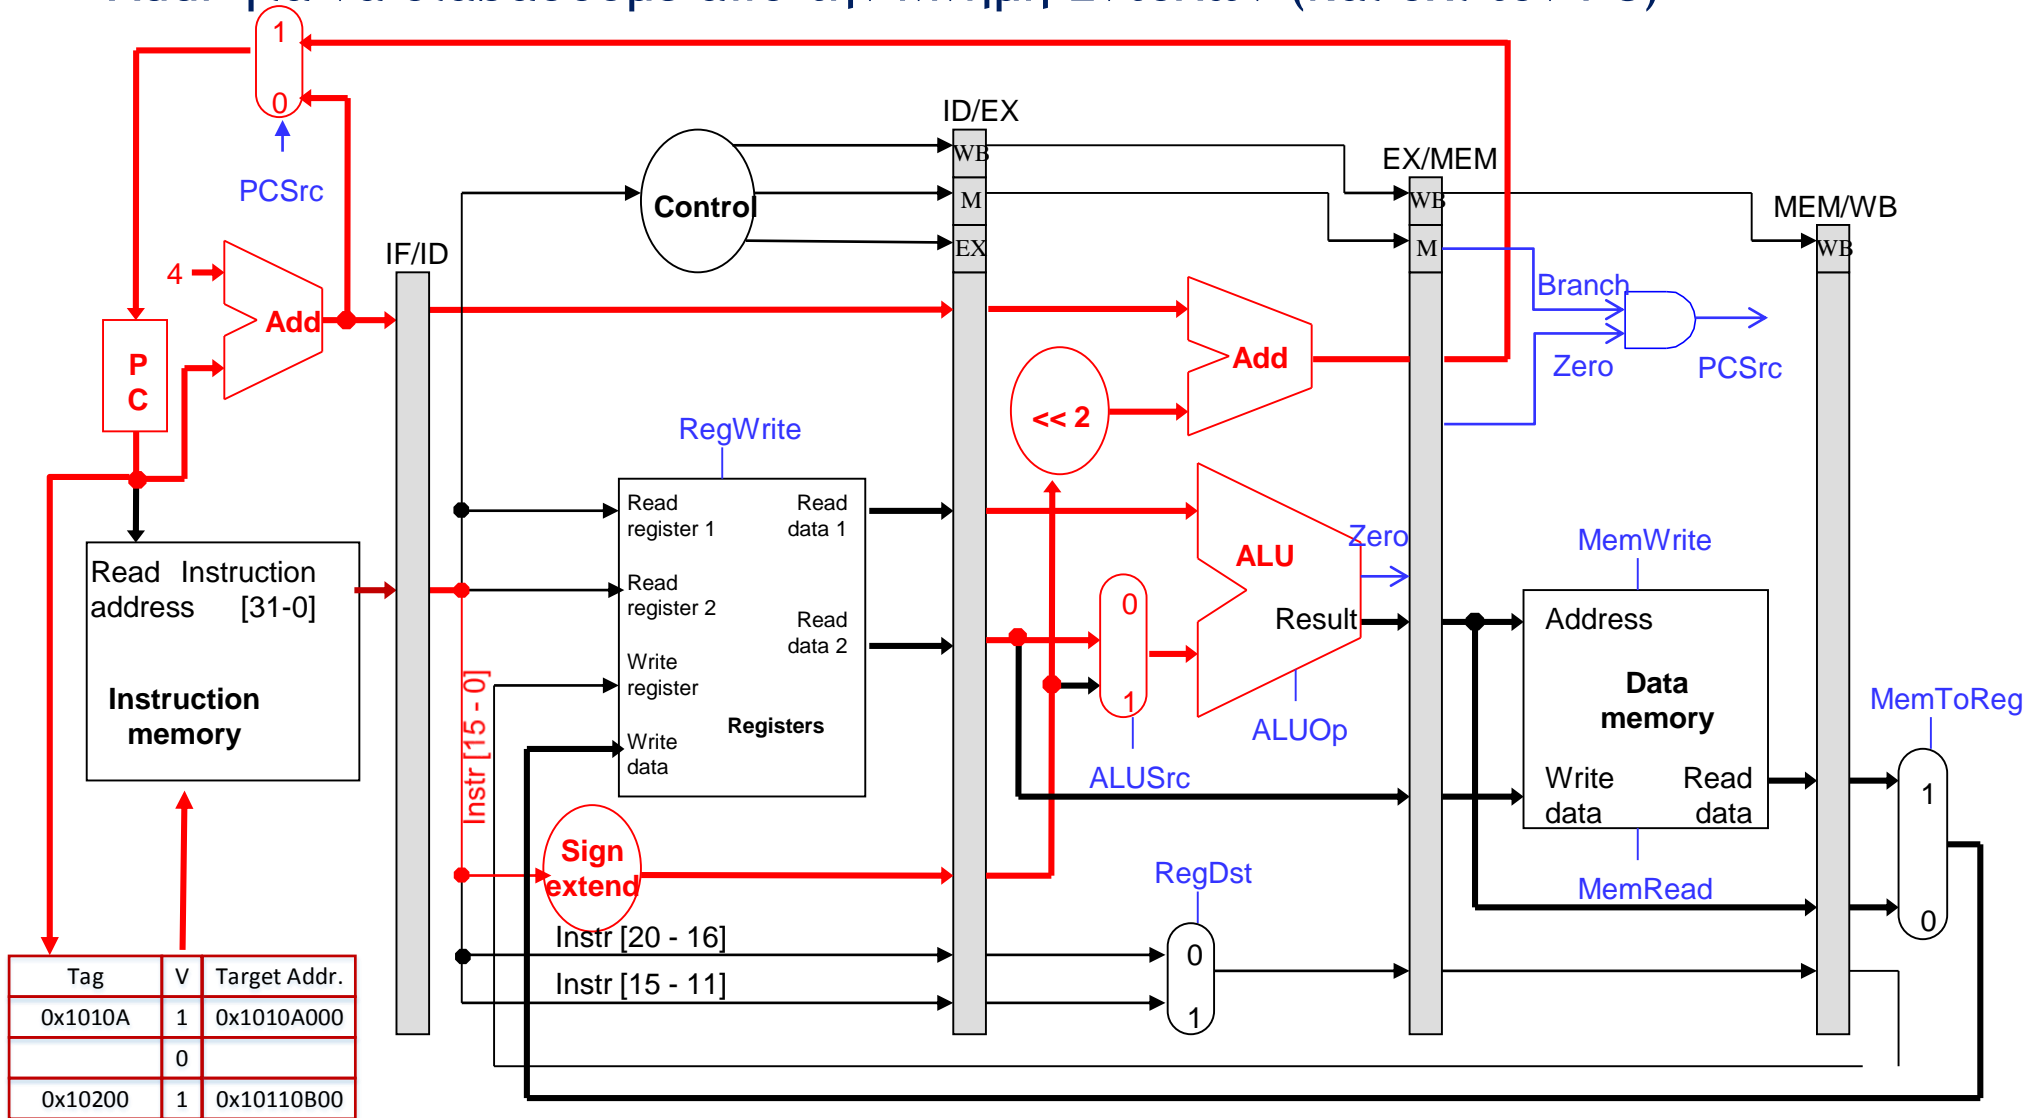 1
0
PCSrc
4
Add
P
C
IF/ID
Control
ID/EX
WB
M
EX
EX/MEM
WB
M
MEM/WB
WB
Branch
Zero
PCSrc
Add
<< 2
RegWrite
Read register 1
Read data 1
Read register 2
Read data 2
Write register
Write data
Registers
Read address
Instruction [31-0]
Instruction memory
Instr [15 - 0]
Sign extend
0
1
ALUSrc
ALU
Zero
Result
ALUOp
MemWrite
Address
Data memory
Write data
Read data
MemRead
MemToReg
1
0
RegDst
0
1
Instr [20 - 16]
Instr [15 - 11]
Tag V Target Addr.
0x1010A 1 0x1010A000
0
0x10200 1 0x10110B00